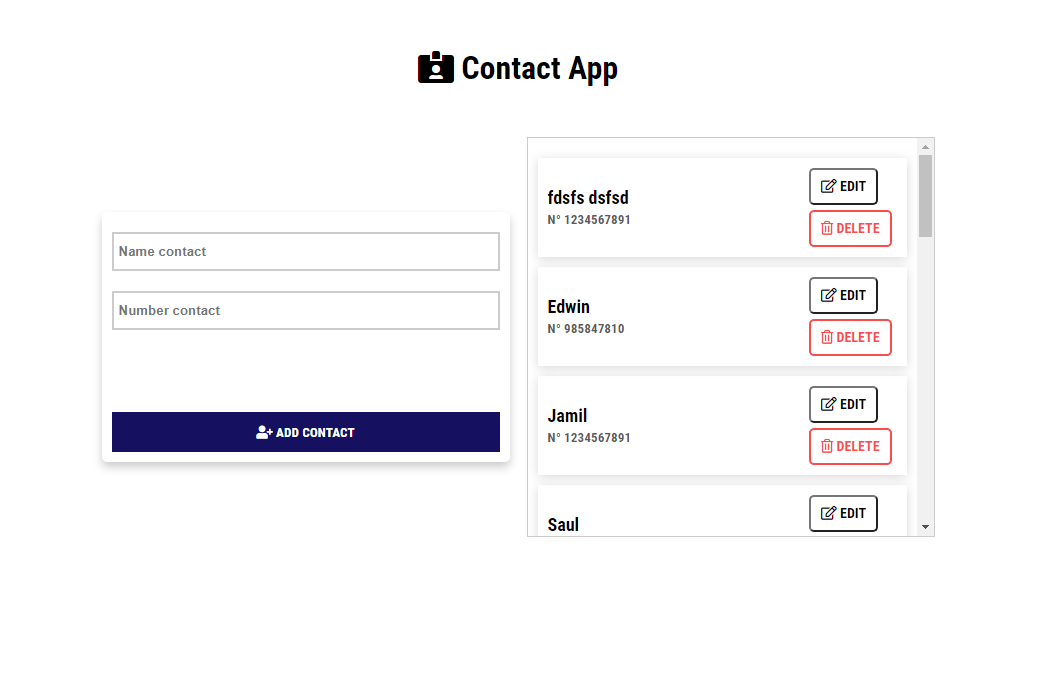 Contact App
Name contact
Number contact
ADD CONTACT
fdsfs dsfsd
N° 1234567891
EDIT
DELETE
Edwin
N° 985847810
EDIT
DELETE
Jamil
N° 1234567891
EDIT
DELETE
Saul
EDIT